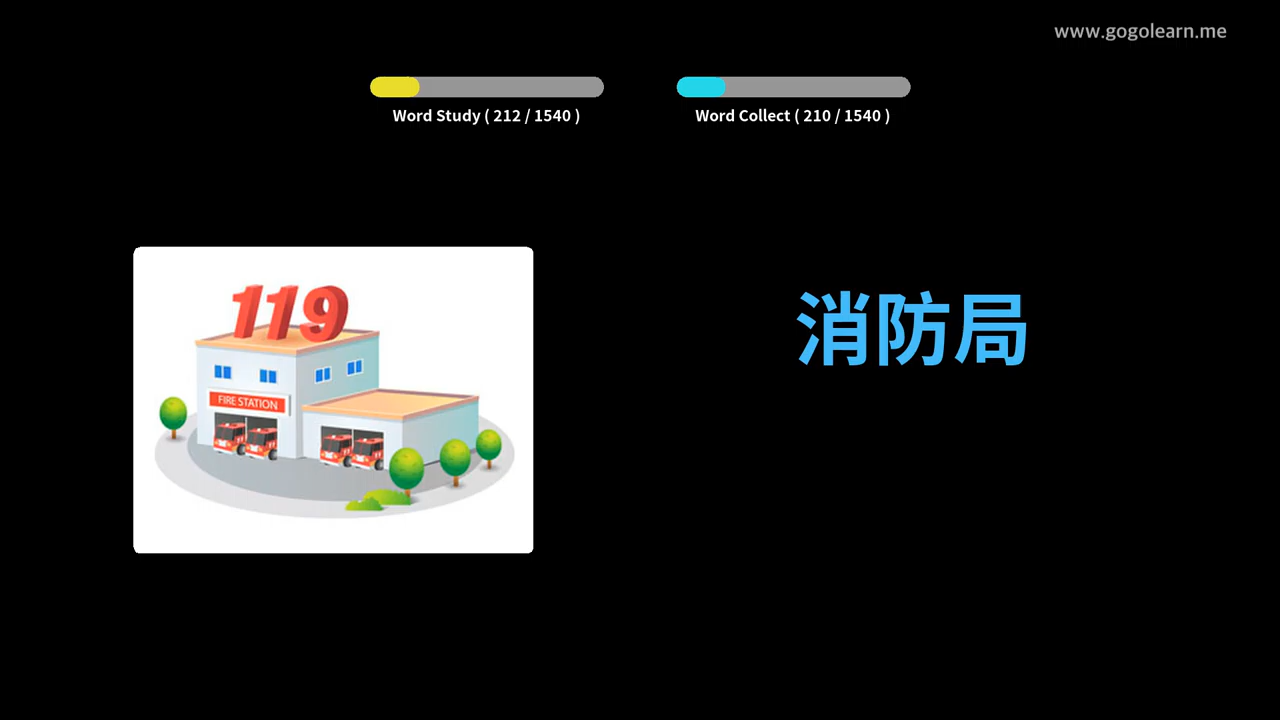 www.gogolearn.me
Word Study ( 212 / 1540 )
Word Collect ( 210 / 1540 )
119
FIRE STATION
消防局